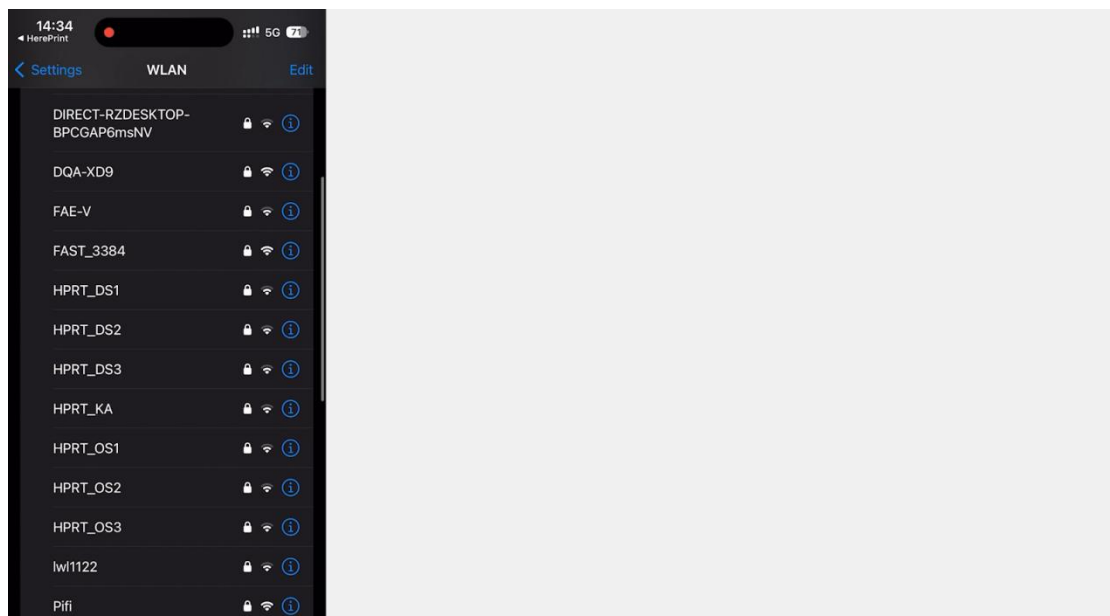 14:34
◀ HerePrint
5G 71
Settings WLAN Edit
DIRECT-RZDESKTOP-
BPCGAP6msNV
DQA-XD9
FAE-V
FAST_3384
HPRT_DS1
HPRT_DS2
HPRT_DS3
HPRT_KA
HPRT_OS1
HPRT_OS2
HPRT_OS3
lwl1122
Pifi